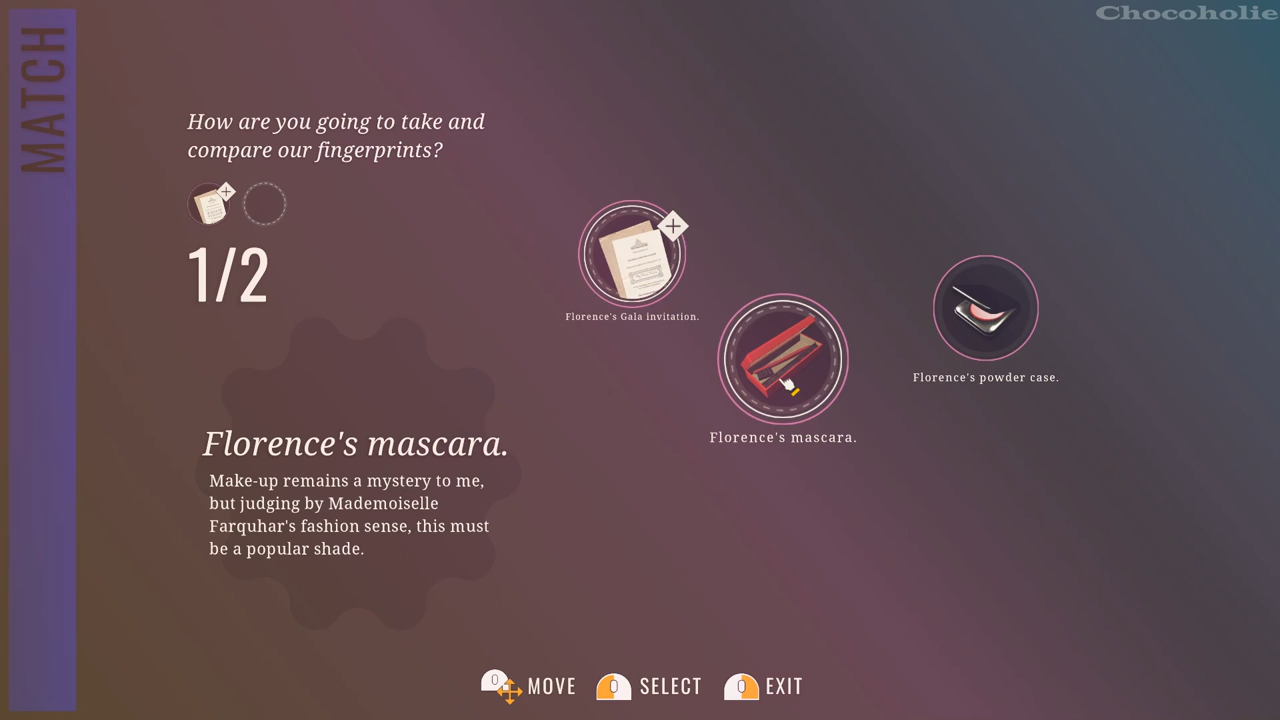 Chocoholie
MATCH
How are you going to take and
compare our fingerprints?
1/2
Florence's Gala invitation.
Florence's mascara.
Florence's powder case.
Florence's mascara.
Make-up remains a mystery to me,
but judging by Mademoiselle
Farquhar's fashion sense, this must
be a popular shade.
MOVE
SELECT
EXIT